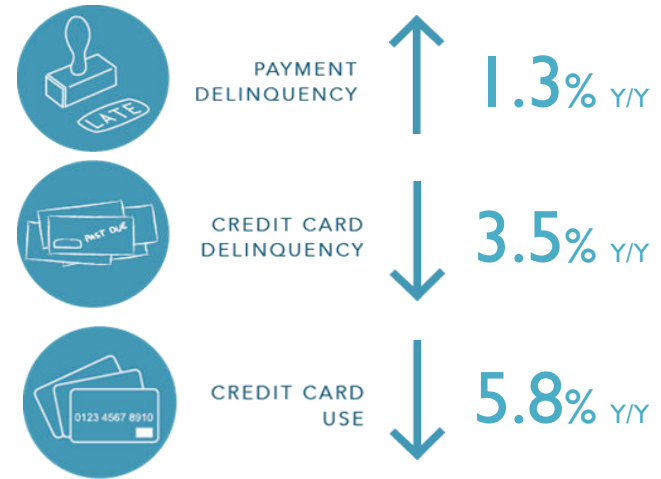 LATE
PAYMENT
DELINQUENCY
1.3% Y/Y
PAST DUE
CREDIT CARD
DELINQUENCY
3.5% Y/Y
0123 4567 8910
CREDIT CARD
USE
5.8% Y/Y